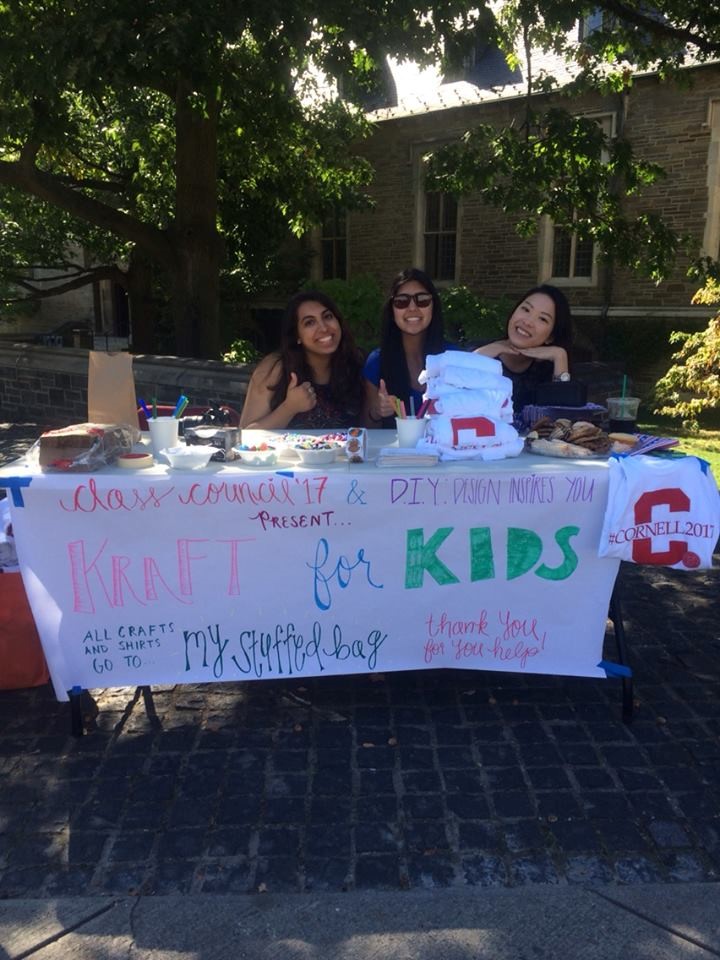 class council '17 & D.I.Y: DESIGN INSPIRES YOU
PRESENT...
KRAFT for KIDS
ALL CRAFTS
AND SHIRTS
GO TO...
my stuffed bag
thank you
for you help!
C
#CORNELL2017
C